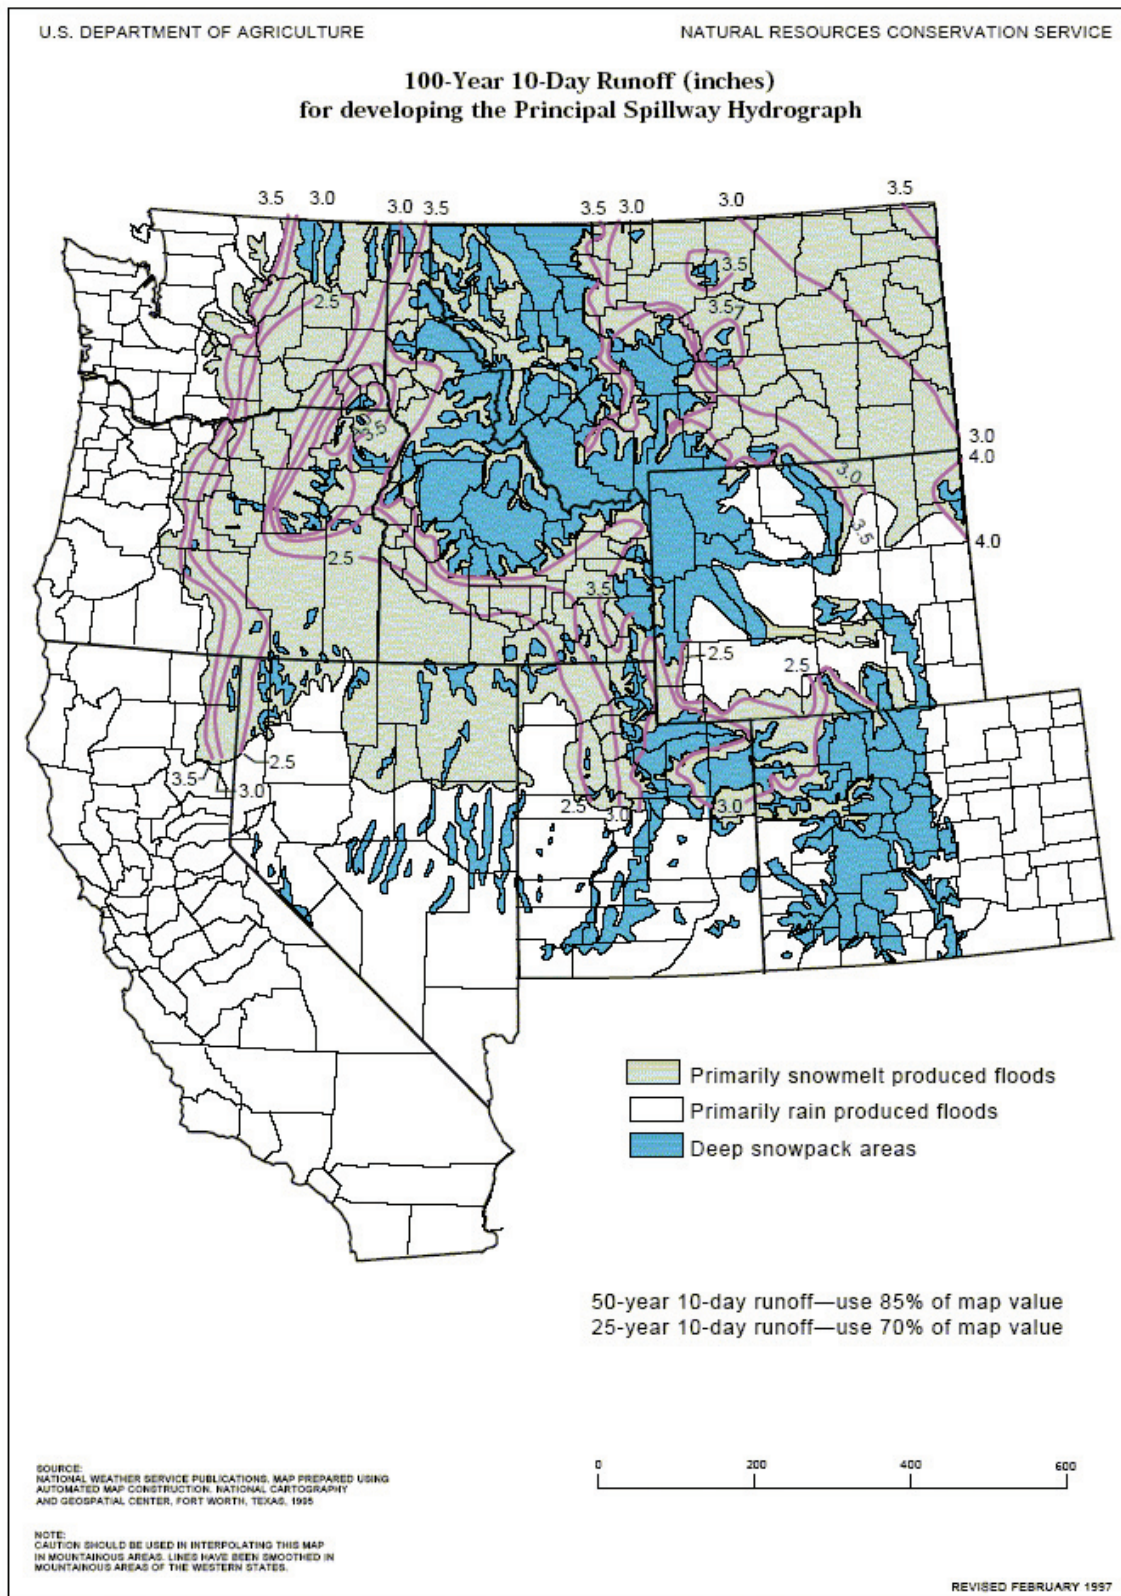 U.S. DEPARTMENT OF AGRICULTURE
NATURAL RESOURCES CONSERVATION SERVICE
100-Year 10-Day Runoff (inches)
for developing the Principal Spillway Hydrograph
3.5
3.0
3.0
3.5
3.5
3.0
3.0
3.5
2.5
3.5
3.5
3.5
3.0
4.0
3.0
3.5
4.0
2.5
3.5
2.5
2.5
2.5
3.5
3.0
2.5
3.0
3.0
Primarily snowmelt produced floods
Primarily rain produced floods
Deep snowpack areas
50-year 10-day runoff—use 85% of map value
25-year 10-day runoff—use 70% of map value
0
200
400
600
SOURCE:
NATIONAL WEATHER SERVICE PUBLICATIONS. MAP PREPARED USING
AUTOMATED MAP CONSTRUCTION. NATIONAL CARTOGRAPHY
AND GEOSPATIAL CENTER, FORT WORTH, TEXAS, 1995
NOTE:
CAUTION SHOULD BE USED IN INTERPOLATING THIS MAP
IN MOUNTAINOUS AREAS. LINES HAVE BEEN SMOOTHED IN
MOUNTAINOUS AREAS OF THE WESTERN STATES.
REVISED FEBRUARY 1997